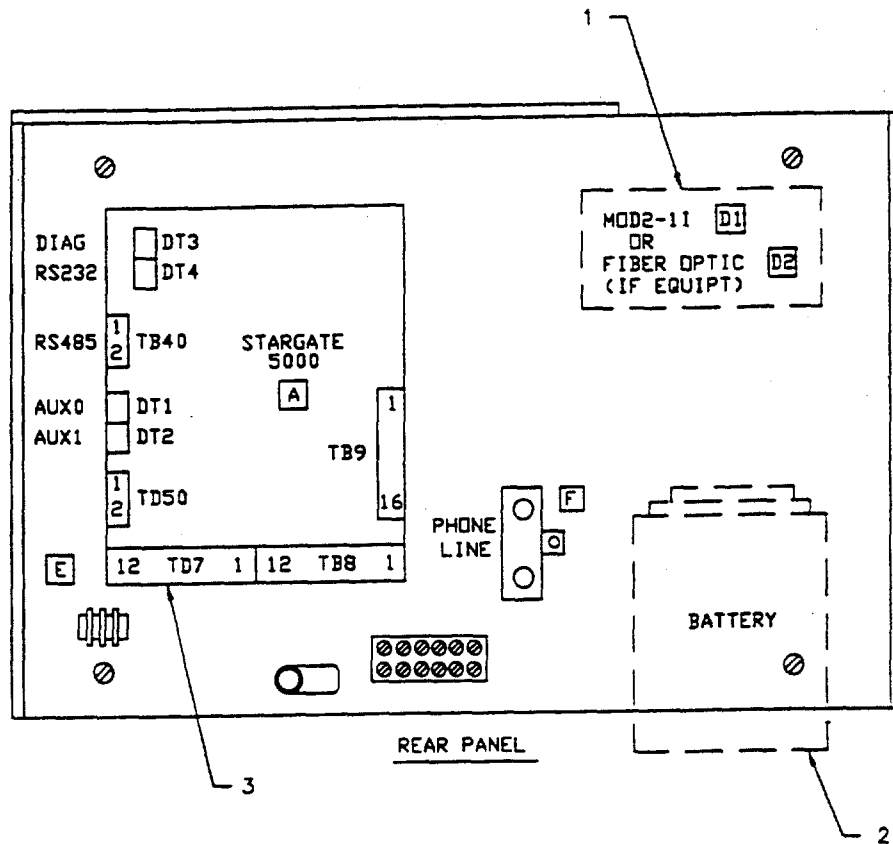 1
DIAG
DT3
RS232
DT4
RS485
1
2
TB40
STARGATE
5000
A
AUX0
DT1
AUX1
DT2
1
2
TD50
TB9
1
16
E
12 TD7 1
12 TB8 1
MOD2-1I D1
OR
FIBER OPTIC D2
(IF EQUIPT)
PHONE
LINE
F
BATTERY
REAR PANEL
3
2